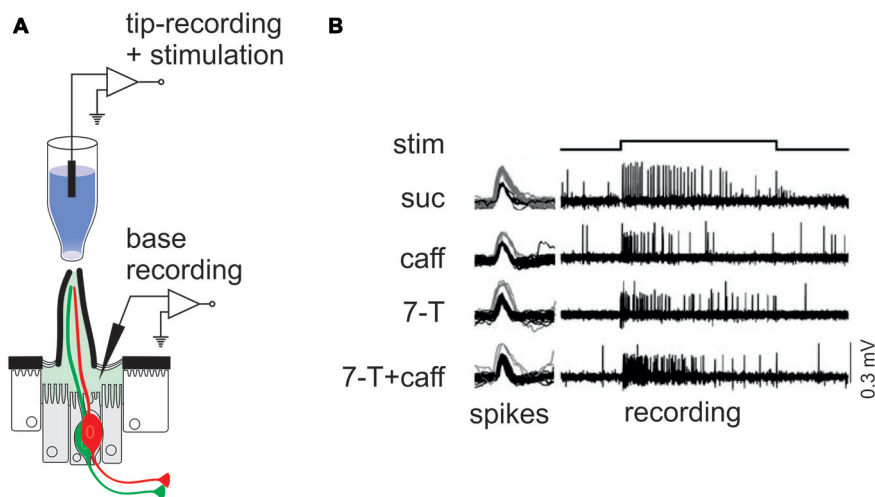 A
tip-recording
+ stimulation
base
recording
B
stim
suc
caff
7-T
7-T+caff
spikes
recording
0.3 mV